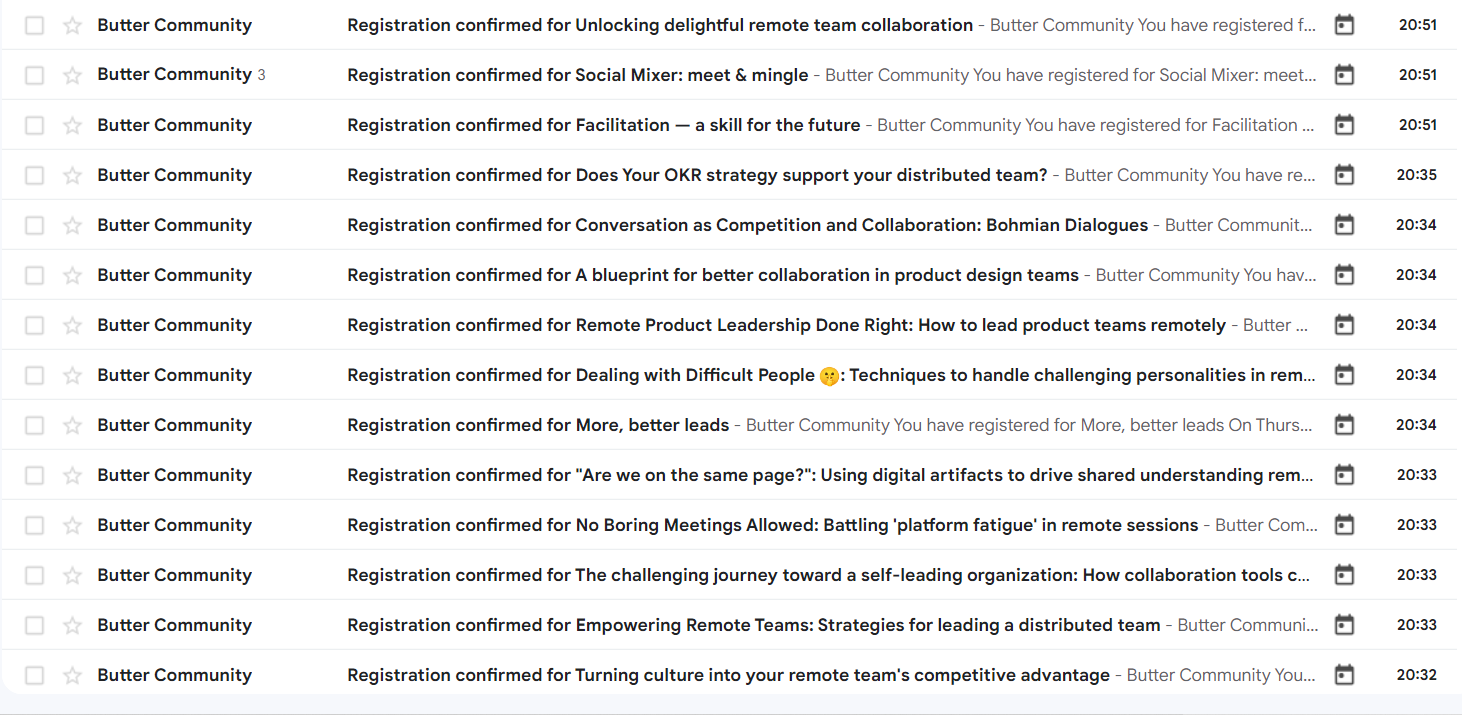 Butter Community Registration confirmed for Unlocking delightful remote team collaboration - Butter Community You have registered f... 20:51
Butter Community 3 Registration confirmed for Social Mixer: meet & mingle - Butter Community You have registered for Social Mixer: meet... 20:51
Butter Community Registration confirmed for Facilitation — a skill for the future - Butter Community You have registered for Facilitation ... 20:51
Butter Community Registration confirmed for Does Your OKR strategy support your distributed team? - Butter Community You have re... 20:35
Butter Community Registration confirmed for Conversation as Competition and Collaboration: Bohmian Dialogues - Butter Communit... 20:34
Butter Community Registration confirmed for A blueprint for better collaboration in product design teams - Butter Community You hav... 20:34
Butter Community Registration confirmed for Remote Product Leadership Done Right: How to lead product teams remotely - Butter ... 20:34
Butter Community Registration confirmed for Dealing with Difficult People 🤫: Techniques to handle challenging personalities in rem... 20:34
Butter Community Registration confirmed for More, better leads - Butter Community You have registered for More, better leads On Thurs... 20:34
Butter Community Registration confirmed for "Are we on the same page?": Using digital artifacts to drive shared understanding rem... 20:33
Butter Community Registration confirmed for No Boring Meetings Allowed: Battling 'platform fatigue' in remote sessions - Butter Com... 20:33
Butter Community Registration confirmed for The challenging journey toward a self-leading organization: How collaboration tools c... 20:33
Butter Community Registration confirmed for Empowering Remote Teams: Strategies for leading a distributed team - Butter Communi... 20:33
Butter Community Registration confirmed for Turning culture into your remote team's competitive advantage - Butter Community You... 20:32